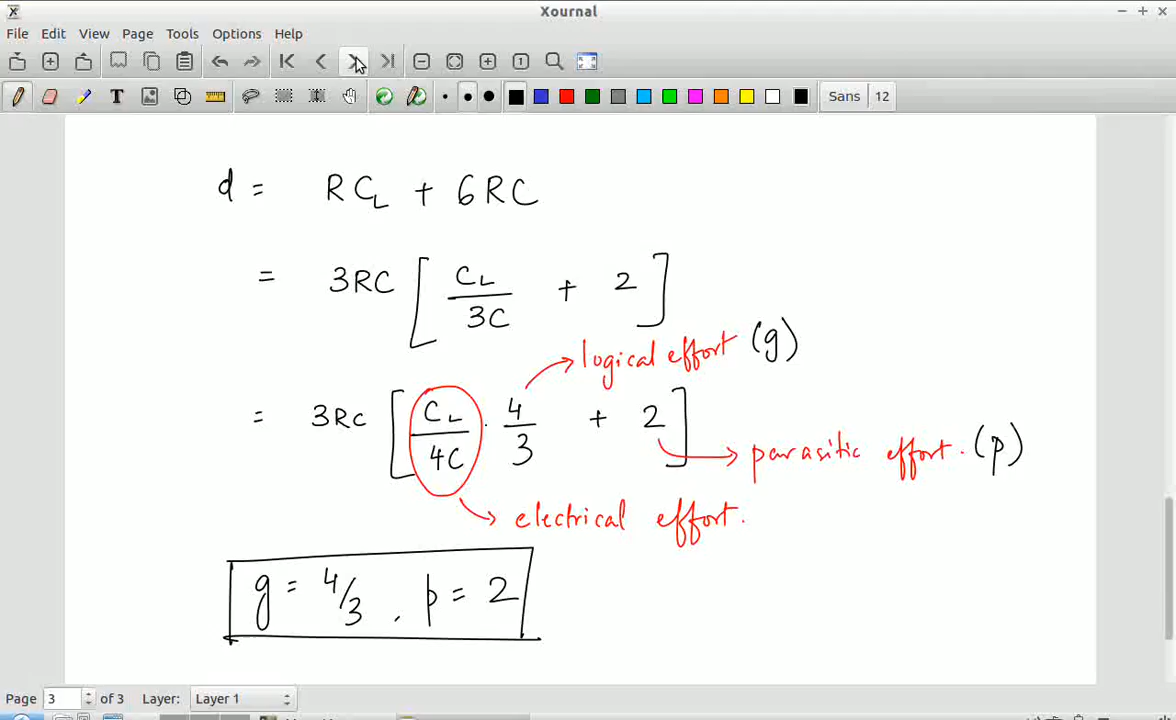 Xournal
File Edit View Page Tools Options Help
Sans 12
d = RC_L + 6RC
= 3RC [ C_L/3C + 2 ]
logical effort (g)
= 3RC [ C_L/4C · 4/3 + 2 ]
parasitic effort. (p)
electrical effort.
g = 4/3 , p = 2
Page 3 of 3 Layer: Layer 1